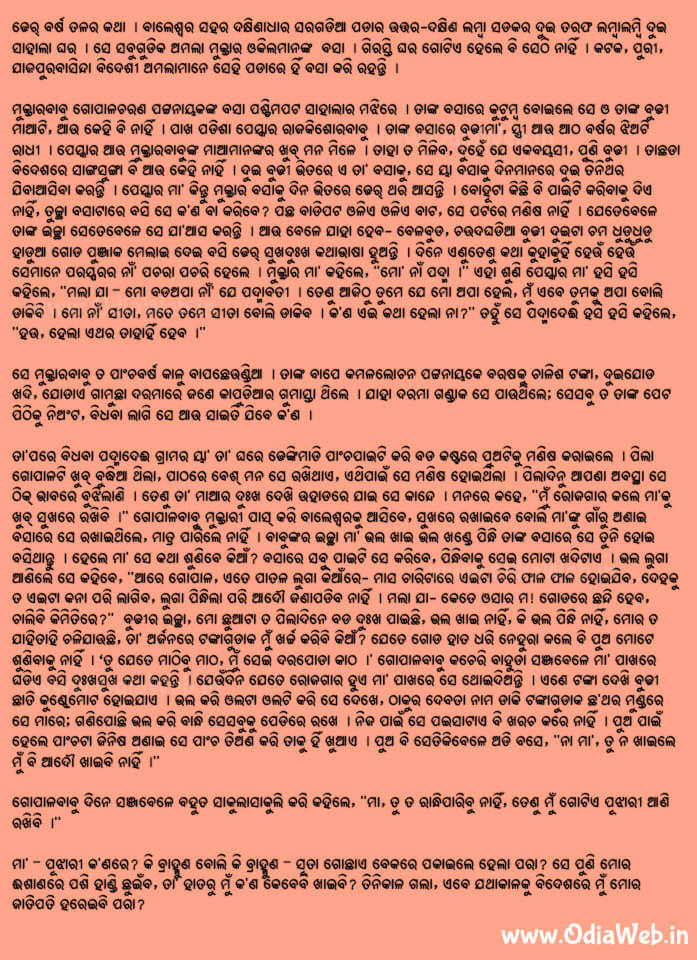 ଢେର୍ ବର୍ଷ ତଳର କଥା । ବାଲେଶ୍ୱର ସହର ଦକ୍ଷିଣାଧାର ସରଗଡିଆ ପଡାର ଉତ୍ତର-ଦକ୍ଷିଣ ଲମ୍ବା ସଡକର ଦୁଇ ତରଫ ଲମ୍ବାଲମ୍ବି ଦୁଇ
ସାହାଲା ଘର୍ । ସେ ସବୁଗୁଡିକ ଅମଲା ମୁକ୍ତାର ଓକିଲମାନଙ୍କ ବସା । ଗିରସ୍ତି ଘର ଗୋଟିଏ ହେଲେ ବି ସେଠି ନାହିଁ । କଟକ, ପୁରୀ,
ଯାଜପୁରବାସିନ୍ଦା ବିଦେଶୀ ଅମଲାମାନେ ସେହି ପଡାରେ ହିଁ ବସା କରି ରହନ୍ତି ।
ମୁକ୍ତାରବାବୁ ଗୋପାଳଚରଣ ପଟ୍ଟନାୟକଙ୍କ ବସା ପଶ୍ଚିମପଟ ସାହାଲାର ମଝିରେ । ତାଙ୍କ ବସାରେ କୁଟୁମ୍ବ ବୋଇଲେ ସେ ଓ ତାଙ୍କ ବୁଢୀ
ମାଆଟି, ଆଉ କେହି ବି ନାହିଁ । ପାଖ ପଡିଶା ପେସ୍କାର ରାଜକିଶୋରବାବୁ । ତାଙ୍କ ବସାରେ ବୁଢୀମା', ସ୍ତ୍ରୀ ଆଉ ଆଠ ବର୍ଷର ଝିଅଟି
ରାଧୀ । ପେସ୍କାର ଆଉ ମୁକ୍ତାରବାବୁଙ୍କ ମାଆମାନଙ୍କର ଖୁବ୍ ମନ ମିଳେ । ତାହା ତ ମିଳିବ, ଦୁହେଁ ଯେ ଏକବୟସୀ, ପୁଣି ବୁଢୀ । ତାଛଡା
ବିଦେଶରେ ସାଙ୍ଗସୁଙ୍ଗା ବି ଆଉ କେହି ନାହିଁ । ଦୁଇ ବୁଢୀ ଭିତରେ ଏ ତା' ବସାକୁ, ସେ ୟା ବସାକୁ ଦିନମାନରେ ଦୁଇ ତିନିଥର
ଯିବାଆସିବା କରନ୍ତି । ପେସ୍କାର ମା' କିନ୍ତୁ ମୁକ୍ତାର ବସାକୁ ଦିନ ଭିତରେ ଢେର୍ ଥର ଆସନ୍ତି । ବୋହୂଟା କିଛି ବି ପାଇଟି କରିବାକୁ ଦିଏ
ନାହିଁ, ତୁଚ୍ଛା ବସାଟାରେ ବସି ସେ କ'ଣ ବା କରିବେ? ପଛ ବାଡିପଟ ଓଳିଏ ଓଳିଏ ବାଟ, ସେ ପଟରେ ମଣିଷ ନାହିଁ । ଯେତେବେଳେ
ତାଙ୍କ ଇଚ୍ଛା ସେତେବେଳେ ସେ ଯା'ଆସ କରନ୍ତି । ଆଉ ବେଳେ ଯାହା ହେବ- ବେଳବୁଡ, ଚଉଦଘଡିଆ ବୁଢୀ ଦୁଇଟା ଚମ ଧୁଡୁଧୁଡୁ
ହାଡୁଆ ଗୋଡ ପୁଞ୍ଜାକ ମେଲାଇ ଦେଇ ବସି ଢେର୍ ସୁଖଦୁଃଖ କଥାଭାଷା ହୁଅନ୍ତି । ଦିନେ ଏଣୁତେଣୁ କଥା କୁହାକୁହିଁ ହେଉଁ ହେଉଁ
ସେମାନେ ପରସ୍ପରର ନାଁ' ପଚରା ପଚରି ହେଲେ । ମୁକ୍ତାର ମା' କହିଲେ, "ମୋ' ନାଁ ପଦ୍ମା ।" ଏହା ଶୁଣି ପେସ୍କାର ମା' ହସି ହସି
କହିଲେ, "ମଲା ଯା – ମୋ ବଡଅପା ନାଁ' ଯେ ପଦ୍ମାବତୀ । ତେଣୁ ଆଜିଠୁ ତୁମେ ଯେ ମୋ ଅପା ହେଲ, ମୁଁ ଏବେ ତୁମକୁ ଅପା ବୋଲି
ଡାକିବି । ମୋ ନାଁ' ସୀତା, ମତେ ତମେ ସୀତା ବୋଲି ଡାକିବ । କ'ଣ ଏଇ କଥା ହେଲା ନା?" ତହୁଁ ସେ ପଦ୍ମାଦେଈ ହସି ହସି କହିଲେ,
"ହଉ, ହେଲା ଏଥର ତାହାହିଁ ହେବ ।"
ସେ ମୁକ୍ତାରବାବୁ ତ ପାଂଚବର୍ଷ କାଳୁ ବାପଛେଉଣ୍ଡିଆ । ତାଙ୍କ ବାପେ କମଳଲୋଚନ ପଟ୍ଟନାୟକେ ବରଷକୁ ଚାଳିଶ ଟଙ୍କା, ଦୁଇଯୋଡ
ଖଦି, ଯୋଡାଏ ଗାମୁଛା ଦରମାରେ ଜଣେ କାପୁଡିଆର ଗୁମାସ୍ତା ଥିଲେ । ଯାହା ଦରମା ଗଣ୍ଡାକ ସେ ପାଉଥିଲେ; ସେସବୁ ତ ତାଙ୍କ ପେଟ
ପିଠିକୁ ନିଅଂଟ, ବିଧବା ଲାଗି ସେ ଆଉ ସାଇତି ଯିବେ କ'ଣ ।
ତା'ପରେ ବିଧବା ପଦ୍ମାଦେଈ ଗ୍ରାମର ୟା' ତା' ଘରେ ଢେଙ୍କିମାଡି ପାଂଚପାଇଟି କରି ବଡ କଷ୍ଟରେ ପୁଅଟିକୁ ମଣିଷ କରାଇଲେ । ପିଲା
ଗୋପାଳଟି ଖୁବ୍ ବୁଦ୍ଧିଆ ଥିଲା, ପାଠରେ ବେଶ୍ ମନ ସେ ରଖିଥାଏ, ଏଥିପାଇଁ ସେ ମଣିଷ ହୋଇଥିଲା । ପିଲାଦିନୁ ଆପଣା ଅବସ୍ଥା ସେ
ଠିକ୍ ଭାବରେ ବୁଝିଲାଣି । ତେଣୁ ତା' ମାଆର ଦୁଃଖ ଦେଖି ଉହାଡରେ ଯାଇ ସେ କାନ୍ଦେ । ମନରେ କହେ, "ମୁଁ ରୋଜଗାର କଲେ ମା'କୁ
ଖୁବ୍ ସୁଖରେ ରଖିବି ।" ଗୋପାଳବାବୁ ମୁକ୍ତାରୀ ପାସ୍ କରି ବାଲେଶ୍ୱରକୁ ଆସିବେ, ସୁଖରେ ରଖାଇବେ ବୋଲି ମା'ଙ୍କୁ ଗାଁରୁ ଅଣାଇ
ବସାରେ ସେ ରଖାଇଥିଲେ, ମାତ୍ର ପାରିଲେ ନାହିଁ । ବାବୁଙ୍କର ଇଚ୍ଛା ମା' ଭଲ ଖାଇ ଭଲ ଖଣ୍ଡେ ପିନ୍ଧି ତାଙ୍କ ବସାରେ ସେ ତୁନି ହୋଇ
ବସିଥାନ୍ତୁ । ହେଲେ ମା' ସେ କଥା ଶୁଣିବେ କିଆଁ? ବସାରେ ସବୁ ପାଇଟି ସେ କରିବେ, ପିନ୍ଧିବାକୁ ସେଇ ମୋଟା ଖଦିଟାଏ । ଭଲ ଲୁଗା
ଆଣିଲେ ସେ କହିବେ, "ଆରେ ଗୋପାଳ, ଏତେ ପାତଳ ଲୁଗା କିଆଁରେ- ମାସ ଚାରିଟାରେ ଏଇଟା ଚିରି ଫାଳ ଫାଳ ହୋଇଯିବ, ଦେହକୁ
ତ ଏଇଟା କନା ପରି ଲାଗିବ, ଲୁଗା ପିନ୍ଧିଲା ପରି ଆଦୌ ଜଣାପଡିବ ନାହିଁ । ମଲା ଯା- କେତେ ଓସାର ମ! ଗୋଡରେ ଛନ୍ଦି ହେବ,
ଚାଲିବି କିମିତିରେ?" ବୁଢୀର ଇଚ୍ଛା, ମୋ ଛୁଆଟା ତ ପିଲାଦିନେ ବଡ ଦୁଃଖ ପାଇଛି, ଭଲ ଖାଇ ନାହିଁ, କି ଭଲ ପିନ୍ଧି ନାହିଁ, ମୋର ତ
ଯାହିତାହି ଚଳିଯାଉଛି, ତା' ଅର୍ଜନରେ ଟଙ୍କାଗୁଡାକ ମୁଁ ଖର୍ଚ୍ଚ କରିବି କିଆଁ? ଯେତେ ଗୋଡ ହାତ ଧରି ନେହୁରା କଲେ ବି ପୁଅ ମୋଟେ
ଶୁଣିବାକୁ ନାହିଁ । 'ତୁ ଯେତେ ମାଠିବୁ ମାଠ, ମୁଁ ସେଇ ଦରପୋଡା କାଠ ।' ଗୋପାଳବାବୁ କଚେରି ବାହୁଡା ସଞ୍ଜବେଳେ ମା' ପାଖରେ
ଘଡିଏ ବସି ଦୁଃଖସୁଖ କଥା କହନ୍ତି । ଯେଉଁଦିନ ଯେତେ ରୋଜଗାର ହୁଏ ମା' ପାଖରେ ସେ ଥୋଇଦିଅନ୍ତି । ଏଣେ ଟଙ୍କା ଦେଖି ବୁଢୀ
ଛାତି କୁଣ୍ଢେମୋଟ ହୋଇଯାଏ । ଭଲ କରି ଓଲଟା ଓଲଟି କରି ସେ ଦେଖେ, ଠାକୁର ଦେବତା ନାମ ଡାକି ଟଙ୍କାଗୁଡାକ ଛ'ଥର ମୁଣ୍ଡରେ
ସେ ମାରେ; ଗଣିପୋଛି ଭଲ କରି ବାନ୍ଧି ସେସବୁକୁ ପେଡିରେ ରଖେ । ନିଜ ପାଇଁ ସେ ପଇସାଟାଏ ବି ଖରଚ କରେ ନାହିଁ । ପୁଅ ପାଇଁ
ହେଲେ ପାଂଚଟା ଜିନିଷ ଅଣାଇ ସେ ପାଂଚ ତିଅଣ କରି ତାକୁ ହିଁ ଖୁଆଏ । ପୁଅ ବି ସେତିକିବେଳେ ଅଡି ବସେ, "ନା ମା', ତୁ ନ ଖାଇଲେ
ମୁଁ ବି ଆଦୌ ଖାଇବି ନାହିଁ ।"
ଗୋପାଳବାବୁ ଦିନେ ସଞ୍ଜବେଳେ ବହୁତ ସାକୁଲାସାକୁଲି କରି କହିଲେ, "ମା, ତୁ ତ ରାନ୍ଧିପାରିବୁ ନାହିଁ, ତେଣୁ ମୁଁ ଗୋଟିଏ ପୂଝାରୀ ଆଣି
ରଖିବି ।"
ମା' – ପୂଝାରୀ କ'ଣରେ? କି ବ୍ରାହ୍ମଣ ବୋଲି କି ବ୍ରାହ୍ମଣ – ସୂତା ଗୋଛାଏ ବେକରେ ପକାଇଲେ ହେଲା ପରା? ସେ ପୁଣି ମୋର
ଈଶାଣରେ ପଶି ହାଣ୍ଡି ଛୁଇଁବ, ତା' ହାତରୁ ମୁଁ କ'ଣ କେବେବି ଖାଇବି? ତିନିକାଳ ଗଲା, ଏବେ ଯଥାକାଳକୁ ବିଦେଶରେ ମୁଁ ମୋର
ଜାତିପତି ହରେଇବି ପରା?
www.OdiaWeb.in